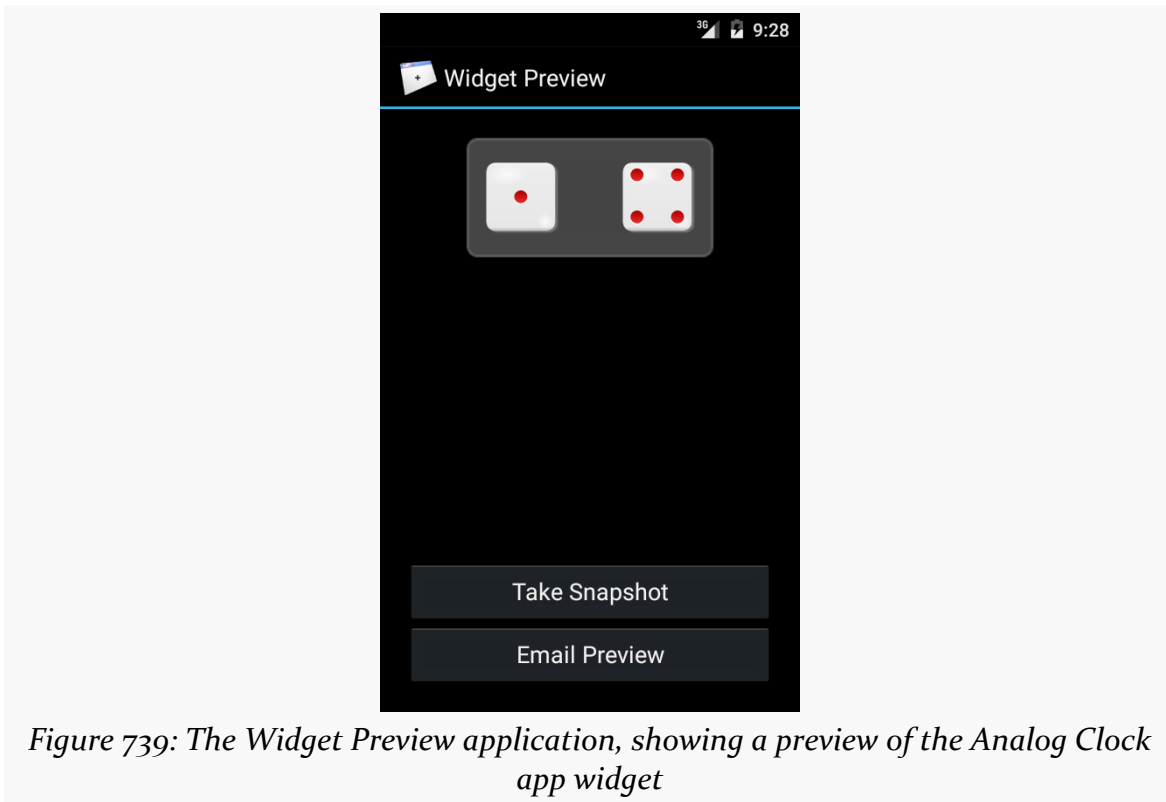 3G 9:28
Widget Preview
Take Snapshot
Email Preview
Figure 739: The Widget Preview application, showing a preview of the Analog Clock
app widget